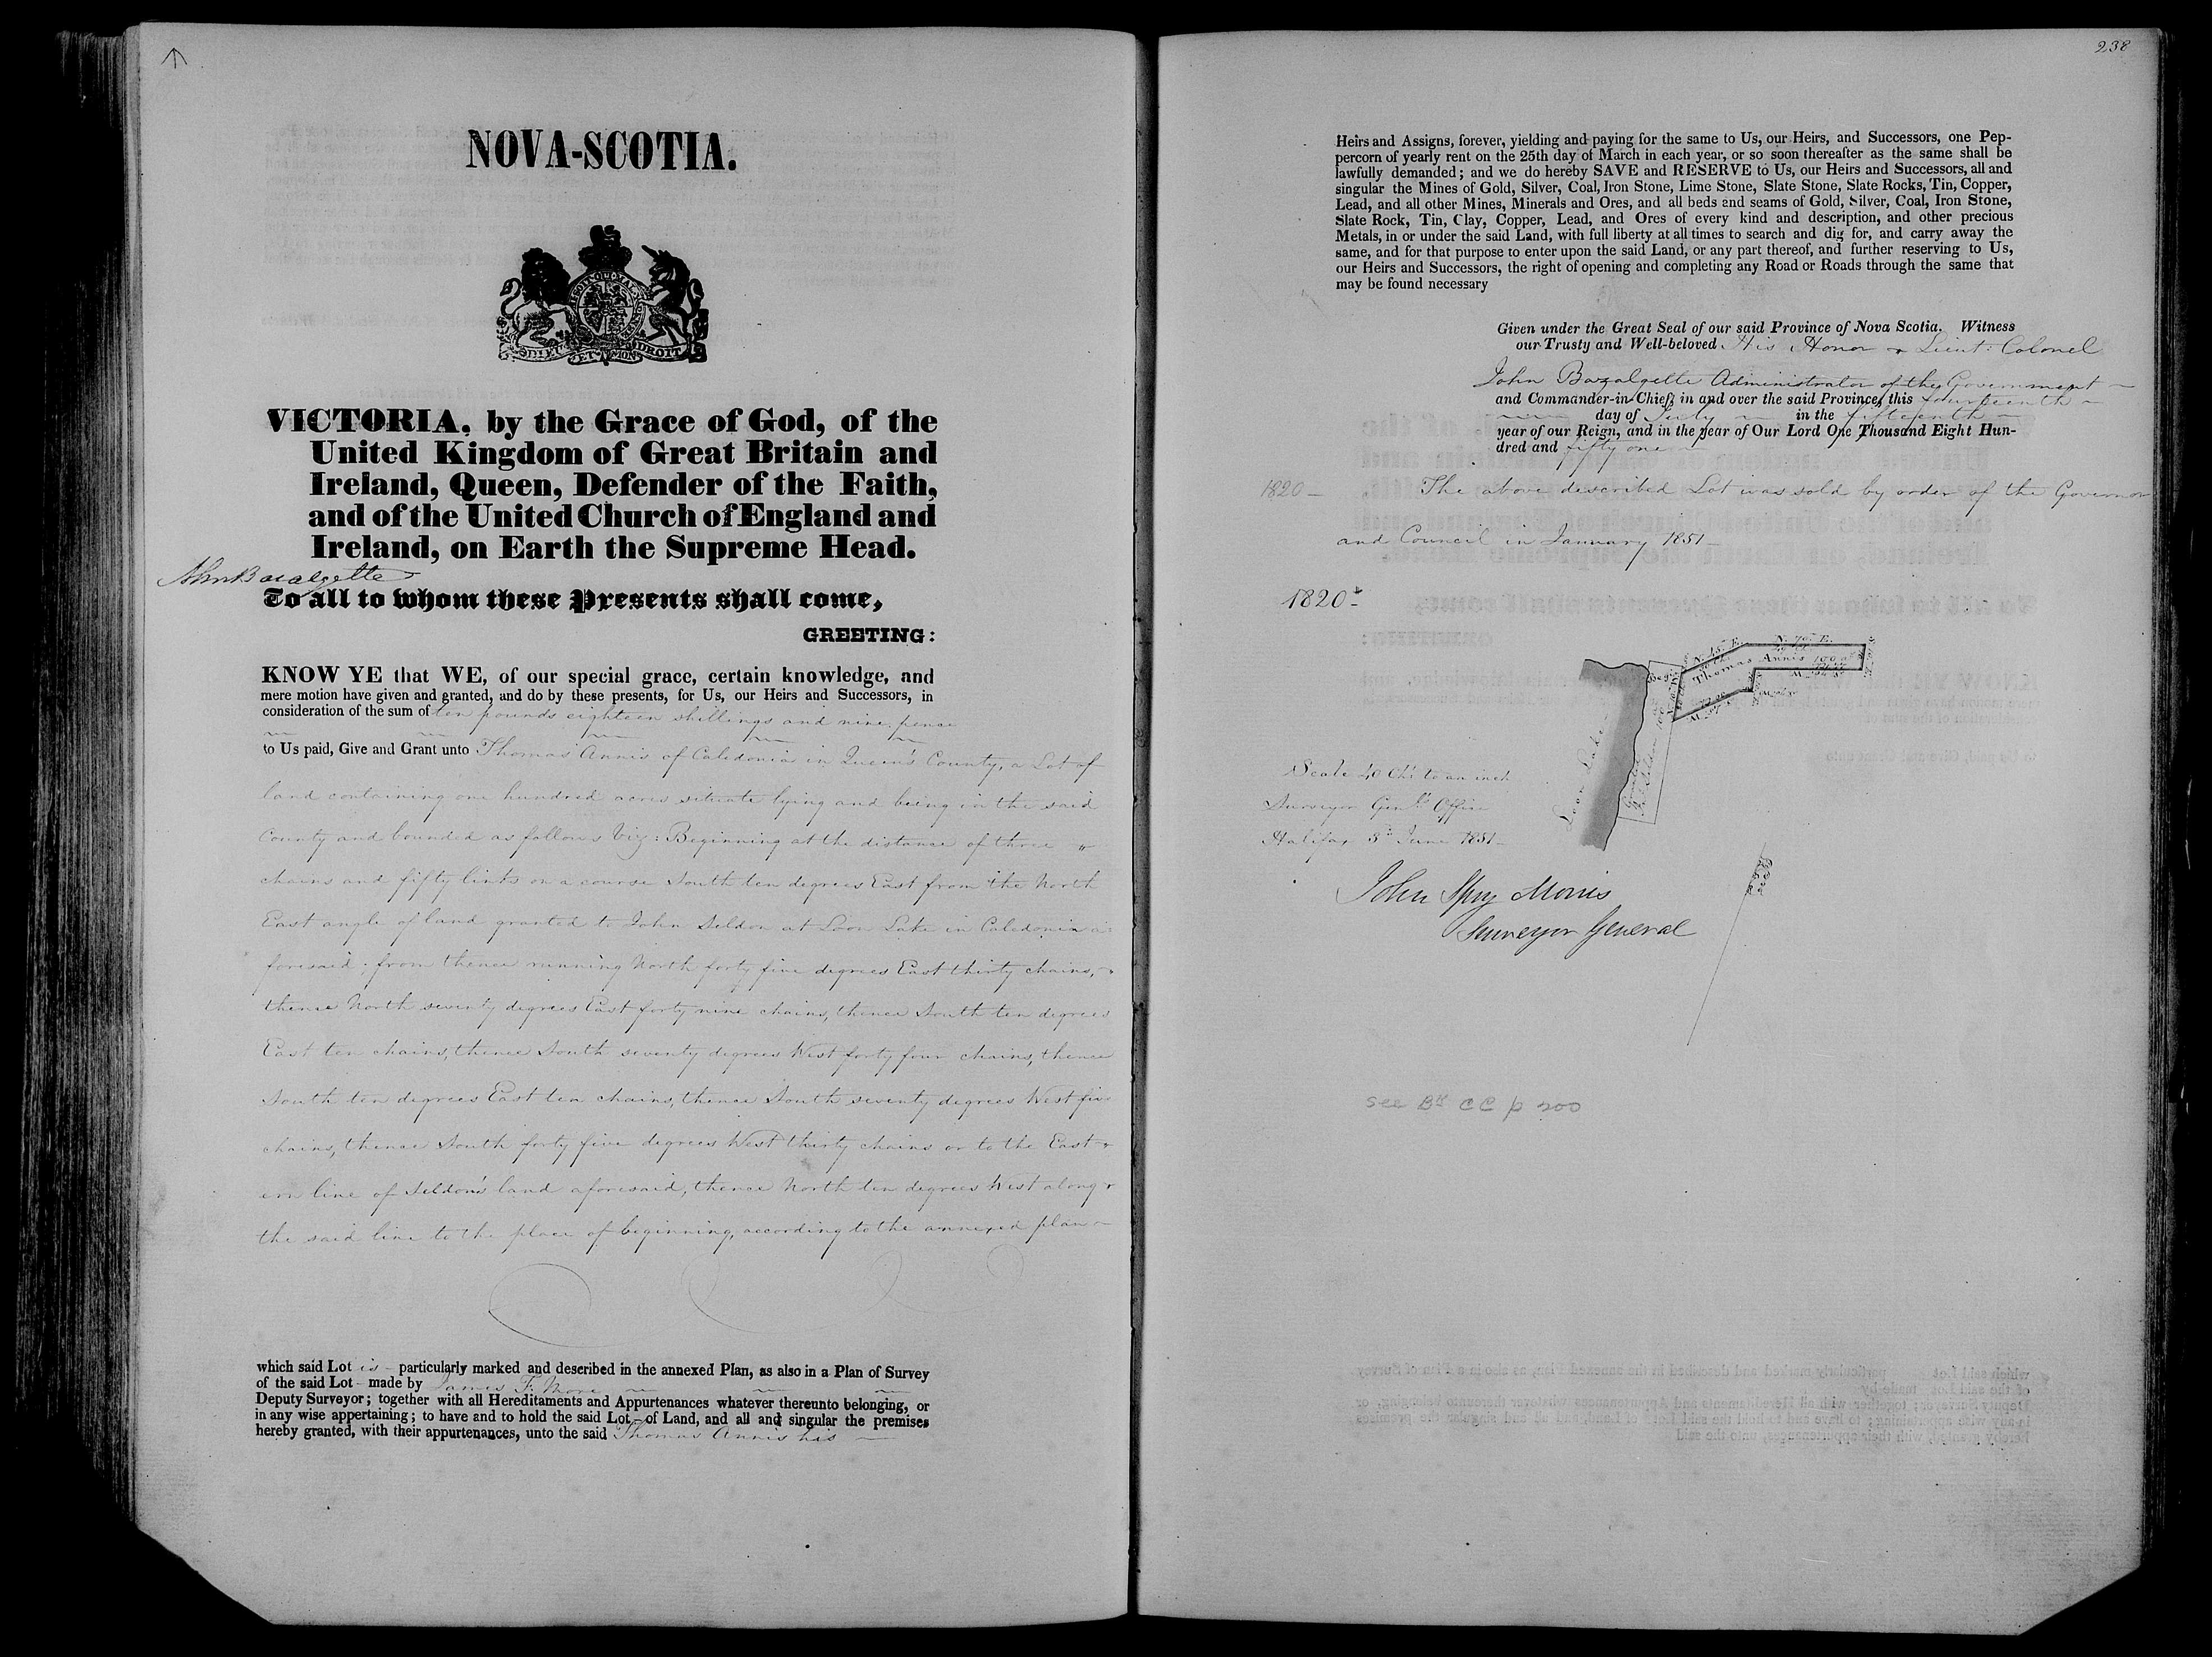 NOVA-SCOTIA.
DIEU ET MON DROIT
VICTORIA, by the Grace of God, of the
United Kingdom of Great Britain and
Ireland, Queen, Defender of the Faith,
and of the United Church of England and
Ireland, on Earth the Supreme Head.
John Bazalgette
To all to whom these Presents shall come,
GREETING:
KNOW YE that WE, of our special grace, certain knowledge, and
mere motion have given and granted, and do by these presents, for Us, our Heirs and Successors, in
consideration of the sum of ten pounds eighteen shillings and nine pence
to Us paid, Give and Grant unto Thomas Annis of Caledonia in Queen's County, a Lot of
land containing one hundred acres situate lying and being in the said
County and bounded as follows Viz: Beginning at the distance of three
chains and fifty links on a course South ten degrees East from the North
East angle of land granted to John Seldon at Loon Lake in Caledonia a-
foresaid: from thence running North forty five degrees East thirty chains,
thence North seventy degrees East forty nine chains, thence South ten degrees
East ten chains, thence South seventy degrees West forty four chains, thence
South ten degrees East ten chains, thence South seventy degrees West five
chains, thence South forty five degrees West thirty chains or to the East
ern line of Seldon's land aforesaid, thence North ten degrees West along
the said line to the place of beginning, according to the annexed plan
which said Lot is particularly marked and described in the annexed Plan, as also in a Plan of Survey
of the said Lot made by James F. More
Deputy Surveyor; together with all Hereditaments and Appurtenances whatever thereunto belonging, or
in any wise appertaining; to have and to hold the said Lot of Land, and all and singular the premises
hereby granted, with their appurtenances, unto the said Thomas Annis his
238
Heirs and Assigns, forever, yielding and paying for the same to Us, our Heirs, and Successors, one Pep-
percorn of yearly rent on the 25th day of March in each year, or so soon thereafter as the same shall be
lawfully demanded; and we do hereby SAVE and RESERVE to Us, our Heirs and Successors, all and
singular the Mines of Gold, Silver, Coal, Iron Stone, Lime Stone, Slate Stone, Slate Rocks, Tin, Copper,
Lead, and all other Mines, Minerals and Ores, and all beds and seams of Gold, Silver, Coal, Iron Stone,
Slate Rock, Tin, Clay, Copper, Lead, and Ores of every kind and description, and other precious
Metals, in or under the said Land, with full liberty at all times to search and dig for, and carry away the
same, and for that purpose to enter upon the said Land, or any part thereof, and further reserving to Us,
our Heirs and Successors, the right of opening and completing any Road or Roads through the same that
may be found necessary
Given under the Great Seal of our said Province of Nova Scotia. Witness
our Trusty and Well-beloved His Honor Lieut: Colonel
John Bazalgette Administrator of the Government
and Commander-in-Chief, in and over the said Province, this fourteenth
day of July in the fifteenth
year of our Reign, and in the year of Our Lord One Thousand Eight Hun-
dred and fifty one
1820 – The above described Lot was sold by order of the Governor
and Council in January 1851
1820
N. 45° E.
N. 70° E.
Thomas Annis 100
Loon Lake
Scale 40 Chs to an inch
Surveyor Genls Office
Halifax 3d June 1851
John Spry Morris
Surveyor General
see Bk CC p 200